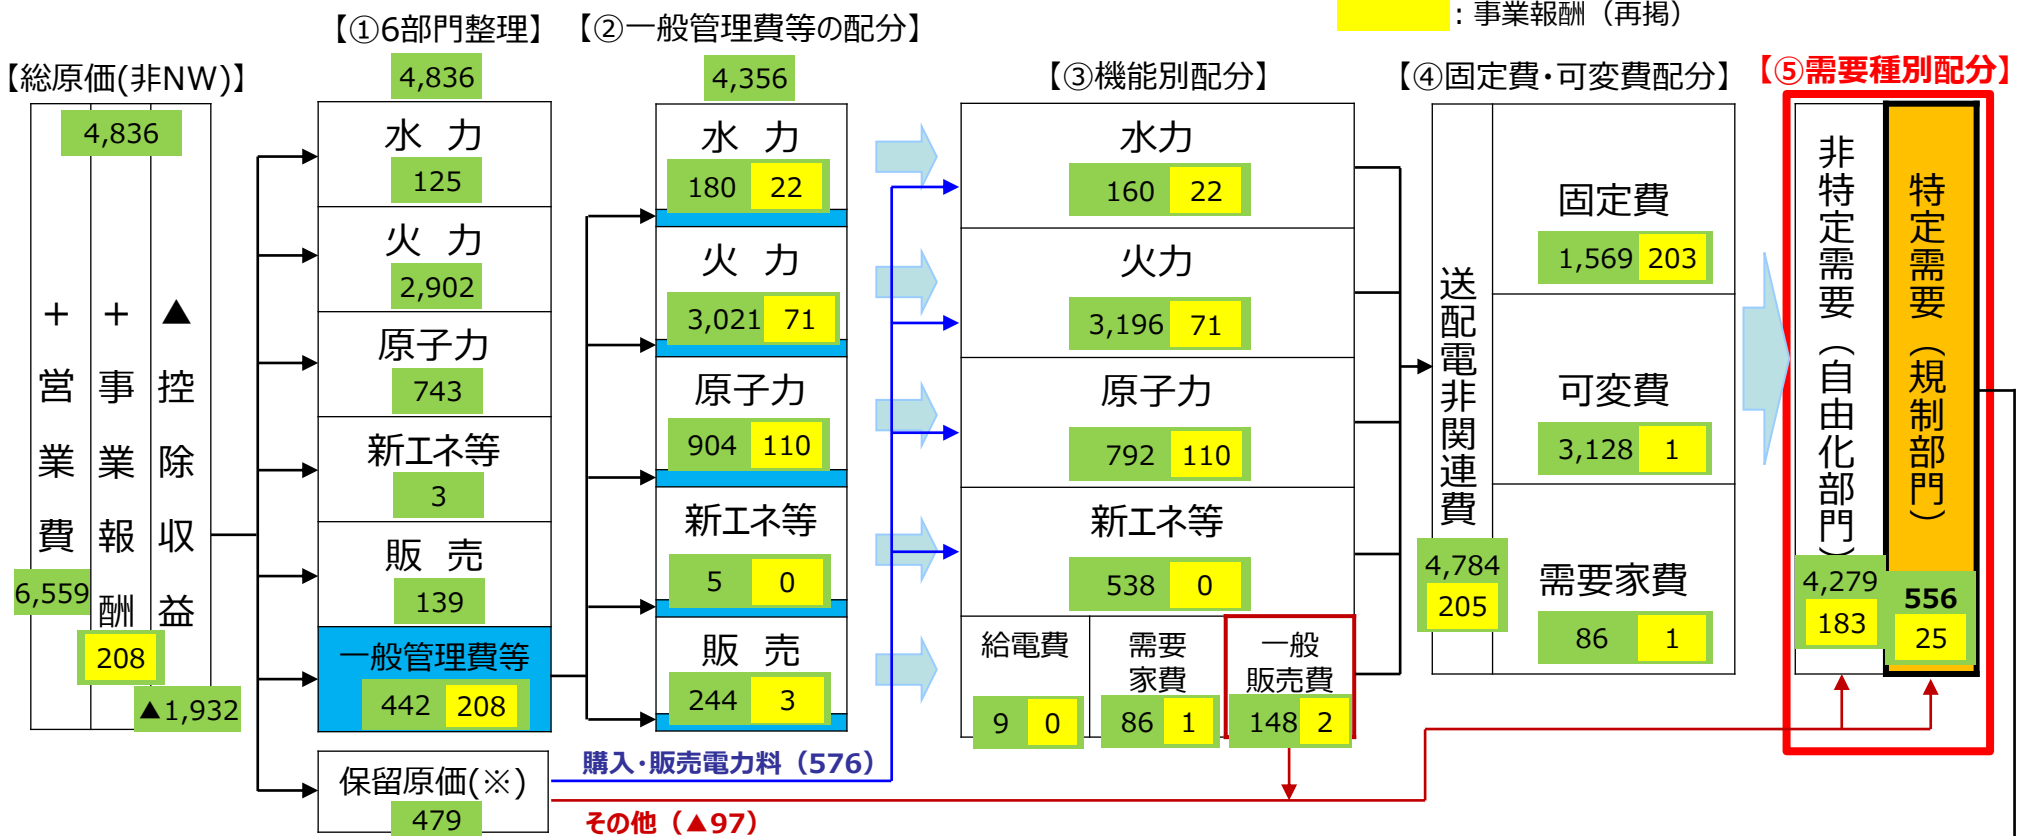 ：事業報酬（再掲）
【①6部門整理】
【②一般管理費等の配分】
【総原価(非NW)】
4,836
4,356
【③機能別配分】
【④固定費・可変費配分】
【⑤需要種別配分】
4,836
＋営業費
6,559
＋事業報酬
208
▲控除収益
▲1,932
水 力
125
火 力
2,902
原子力
743
新エネ等
3
販 売
139
一般管理費等
442 208
保留原価(※)
479
水 力
180 22
火 力
3,021 71
原子力
904 110
新エネ等
5 0
販 売
244 3
購入・販売電力料（576）
その他（▲97）
水力
160 22
火力
3,196 71
原子力
792 110
新エネ等
538 0
給電費
9 0
需要
家費
86 1
一般
販売費
148 2
送配電非関連費
4,784
205
固定費
1,569 203
可変費
3,128 1
需要家費
86 1
非特定需要（自由化部門）
4,279
183
特定需要（規制部門）
556
25